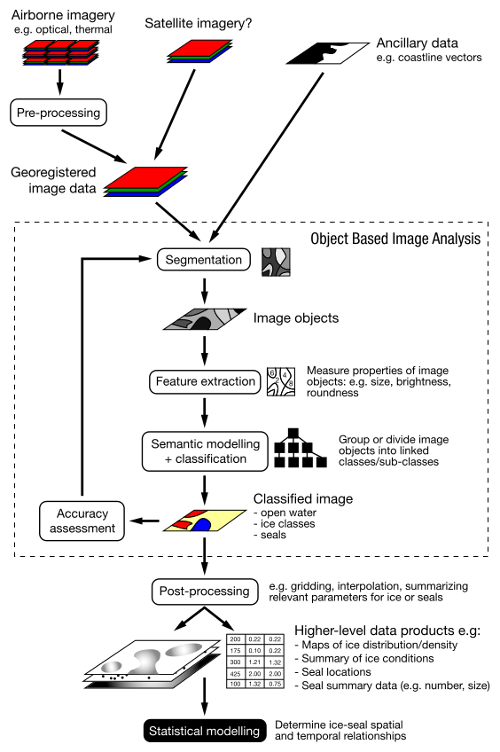 Airborne imagery
e.g. optical, thermal
Satellite imagery?
Ancillary data
e.g. coastline vectors
Pre-processing
Georegistered
image data
Object Based Image Analysis
Segmentation
Image objects
Feature extraction
6
4
8
Measure properties of image
objects: e.g. size, brightness,
roundness
Semantic modelling
+ classification
Group or divide image
objects into linked
classes/sub-classes
Accuracy
assessment
Classified image
- open water
- ice classes
- seals
Post-processing
e.g. gridding, interpolation, summarizing
relevant parameters for ice or seals
200 0.22 0.22
175 0.10 0.22
300 1.21 1.32
425 2.00 2.00
100 1.32 0.75
Higher-level data products e.g:
- Maps of ice distribution/density
- Summary of ice conditions
- Seal locations
- Seal summary data (e.g. number, size)
Statistical modelling
Determine ice-seal spatial
and temporal relationships